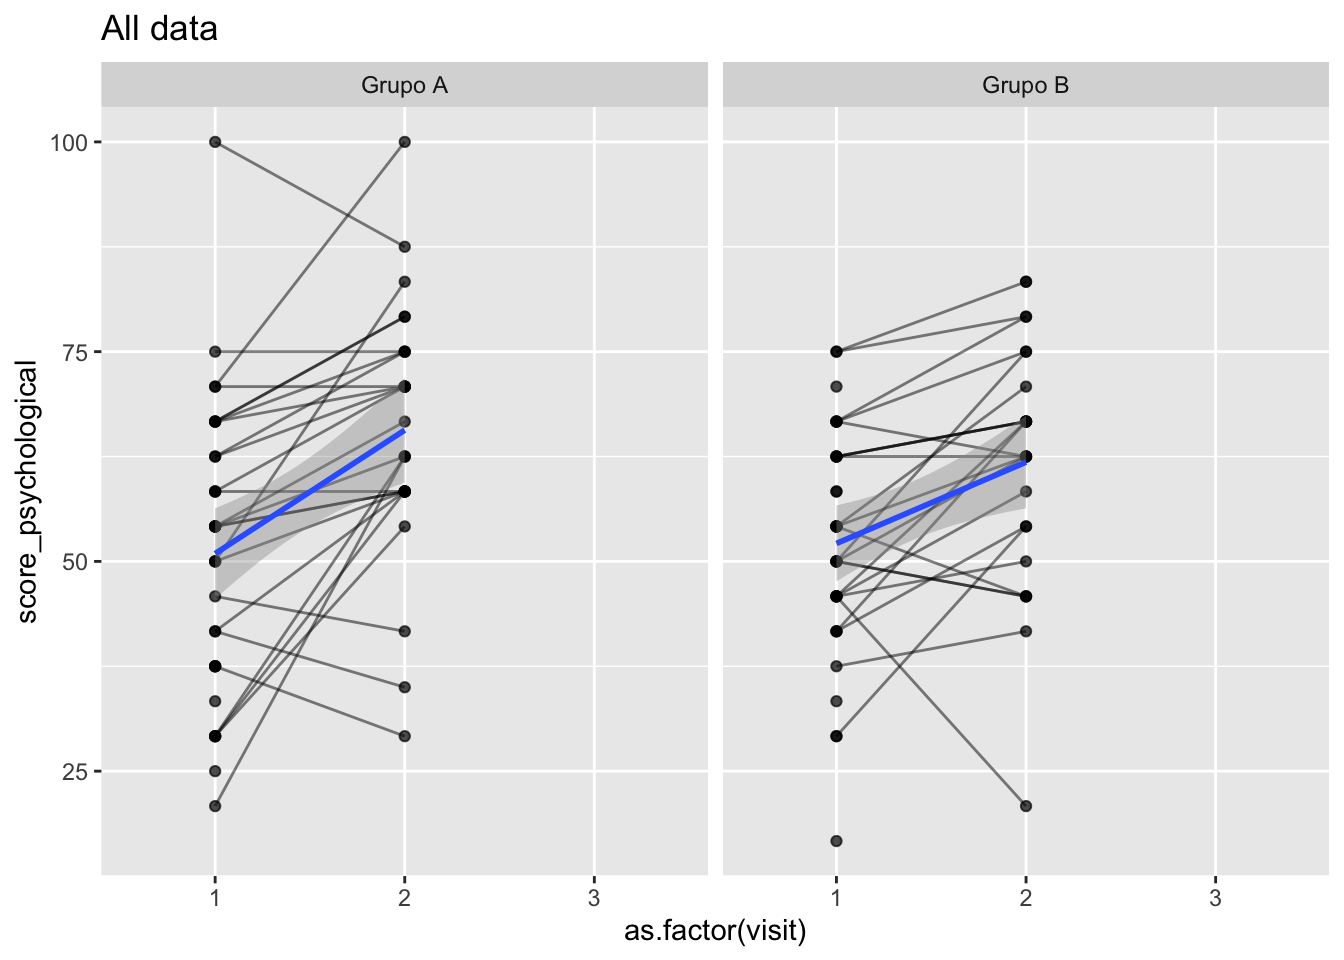 All data
Grupo A
Grupo B
score_psychological
100
75
50
25
1
2
3
1
2
3
as.factor(visit)